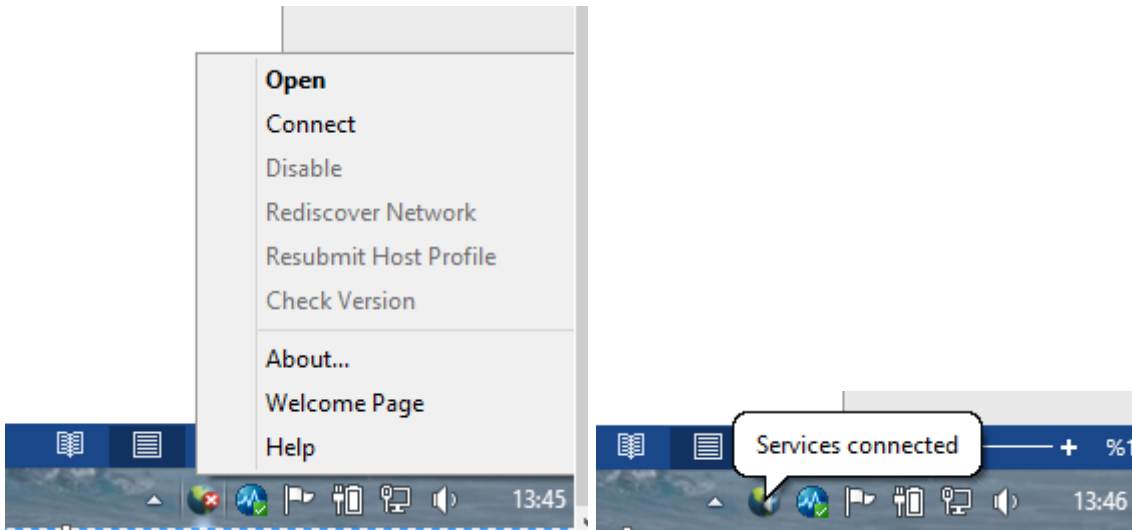 Open
Connect
Disable
Rediscover Network
Resubmit Host Profile
Check Version
About...
Welcome Page
Help
13:45
Services connected
+ %1
13:46